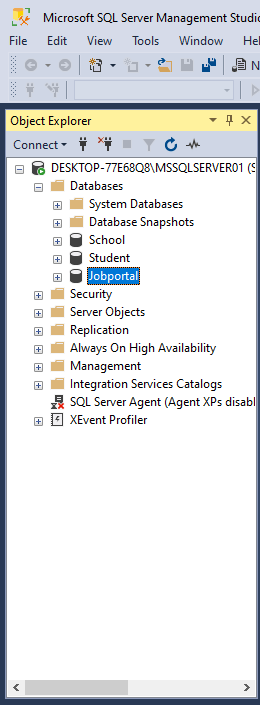 Microsoft SQL Server Management Studio
File Edit View Tools Window Hel
N
Object Explorer
Connect
DESKTOP-77E68Q8\MSSQLSERVER01 (S
Databases
System Databases
Database Snapshots
School
Student
Jobportal
Security
Server Objects
Replication
Always On High Availability
Management
Integration Services Catalogs
SQL Server Agent (Agent XPs disabl
XEvent Profiler